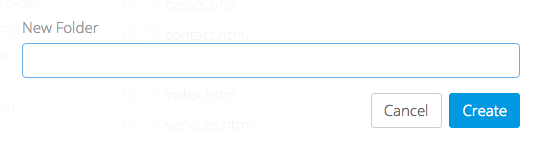 basics.php
New Folder
contact.html
index.html
Cancel
Create
services.html